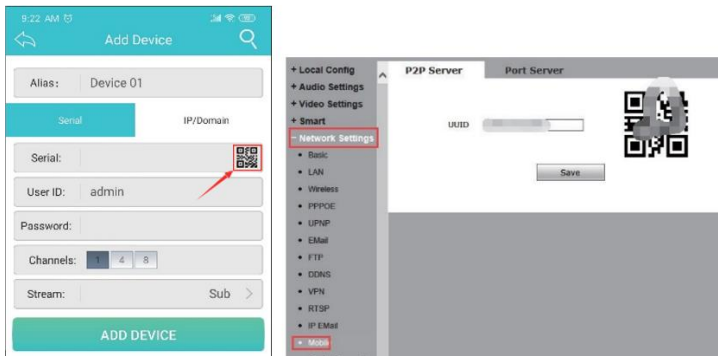 9:22 AM
Add Device
Alias: Device 01
Serial IP/Domain
Serial:
User ID: admin
Password:
Channels: 1 4 8
Stream: Sub
ADD DEVICE
+ Local Config
+ Audio Settings
+ Video Settings
+ Smart
- Network Settings
• Basic
• LAN
• Wireless
• PPPOE
• UPNP
• EMail
• FTP
• DDNS
• VPN
• RTSP
• IP EMail
• Mobile
P2P Server Port Server
UUID
Save